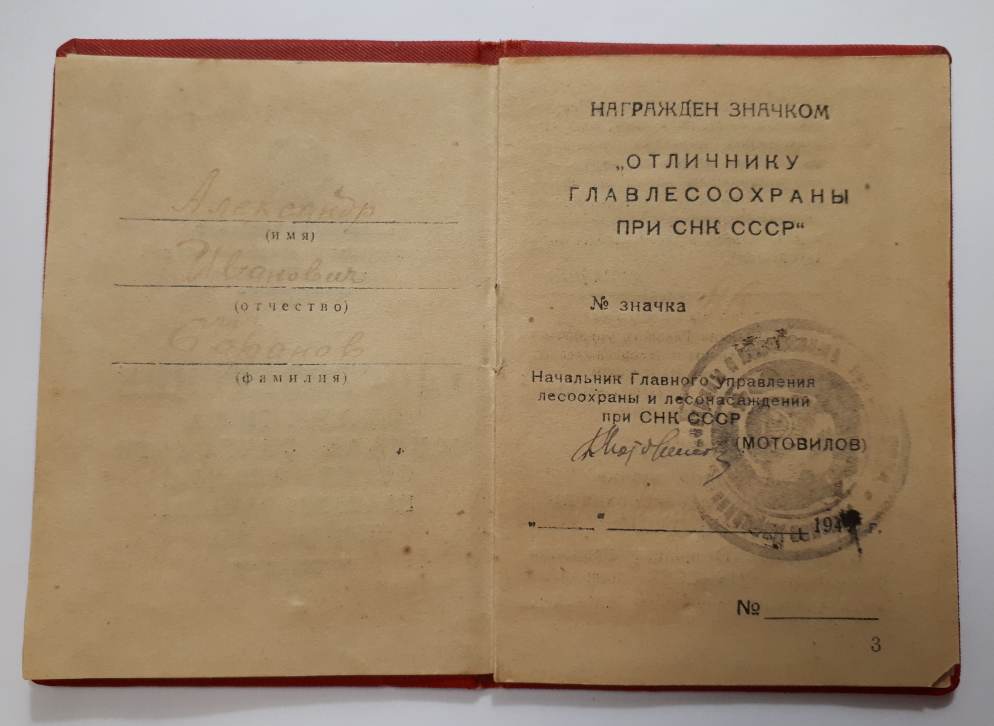 Александр
(имя)
Иванович
(отчество)
(фамилия)
НАГРАЖДЕН ЗНАЧКОМ
„ОТЛИЧНИКУ
ГЛАВЛЕСООХРАНЫ
ПРИ СНК СССР“
№ значка
Начальник Главного управления
лесоохраны и лесонасаждений
при СНК СССР
(МОТОВИЛОВ)
„ “ 194 г.
№
3